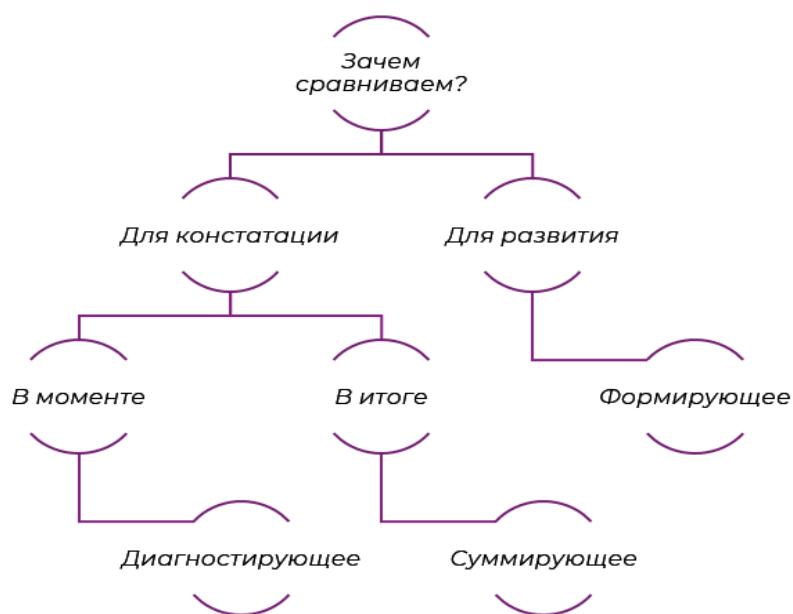 Зачем
сравниваем?
Для констатации
Для развития
В моменте
В итоге
Формирующее
Диагностирующее
Суммирующее